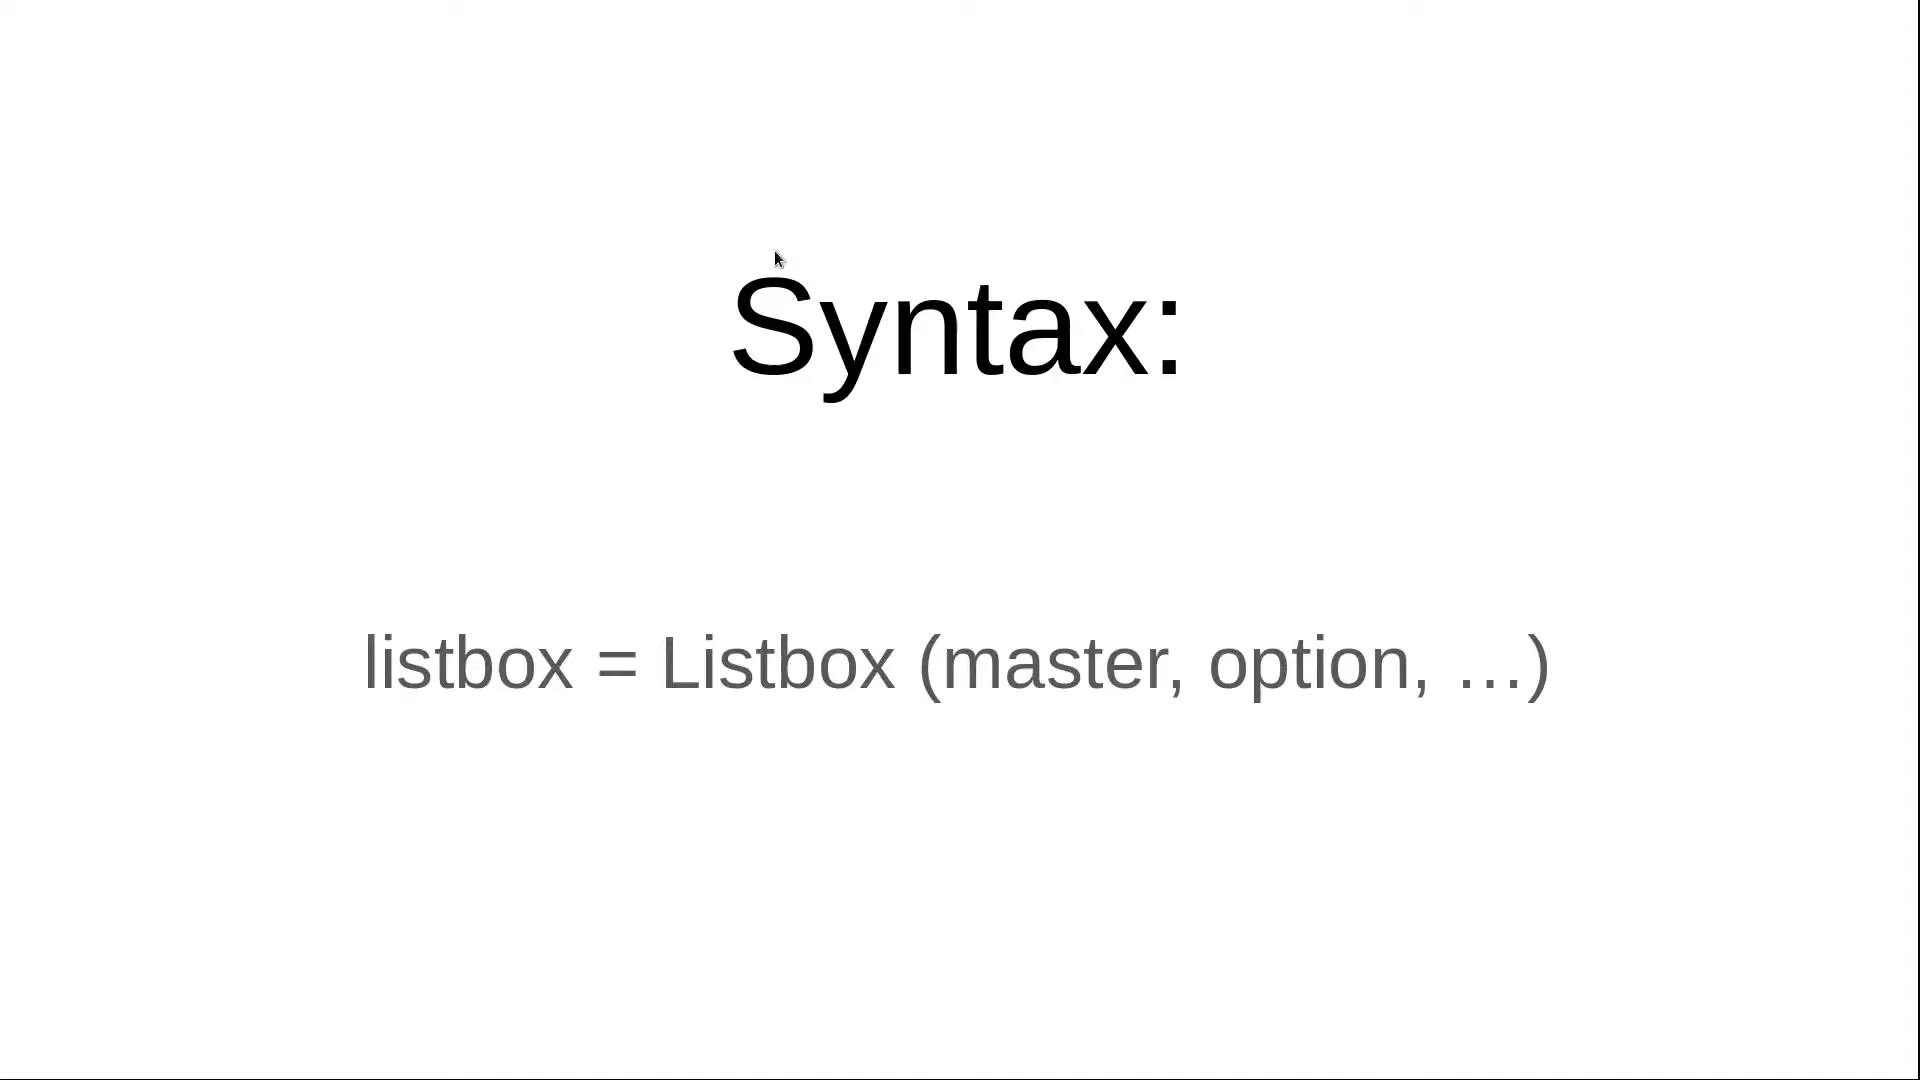 Syntax:
listbox = Listbox (master, option, …)